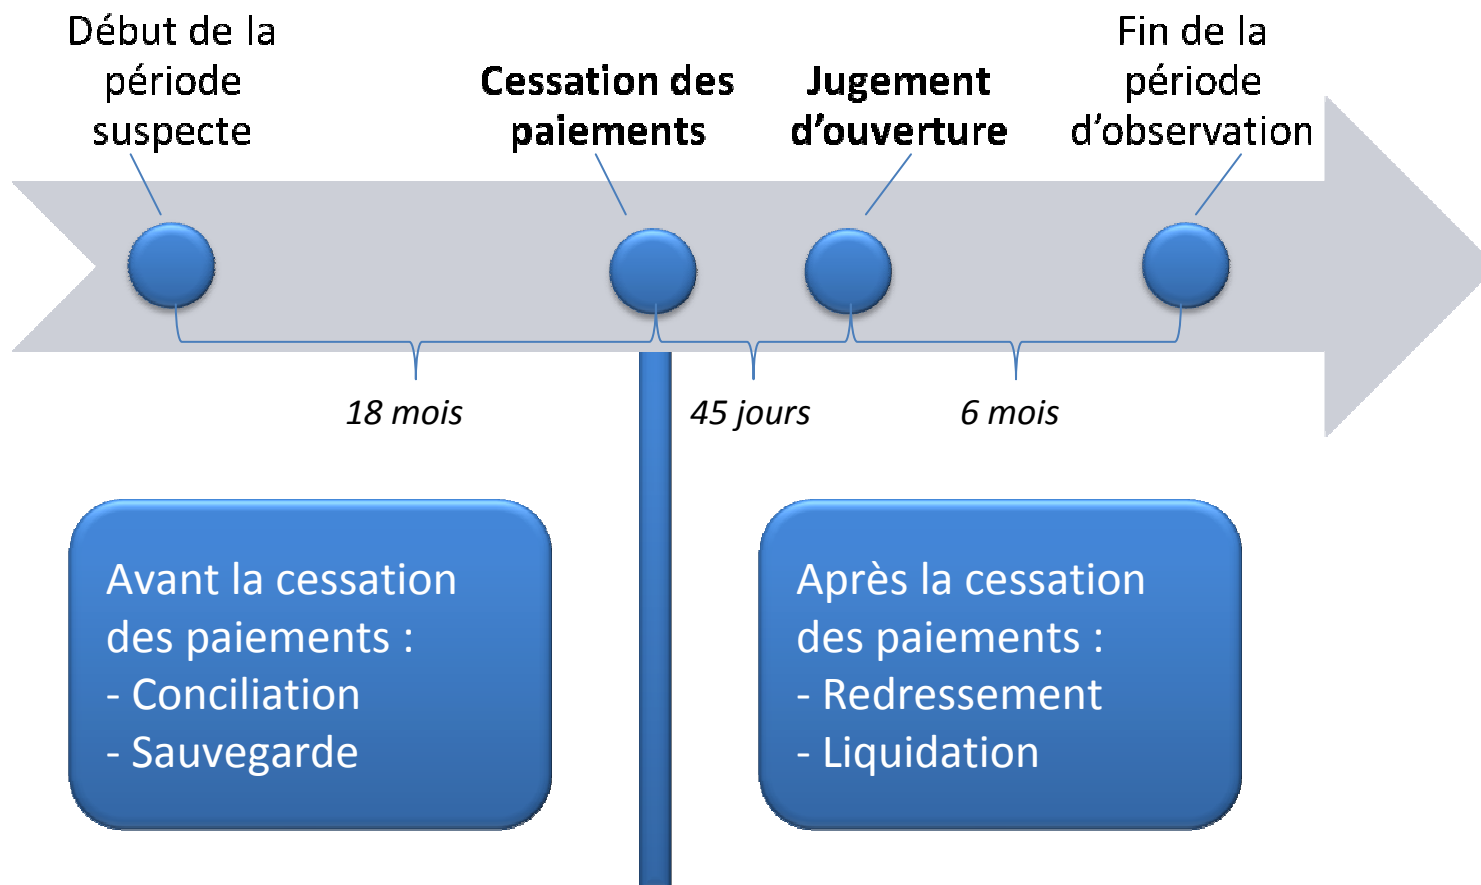 Début de la
période
suspecte
Cessation des
paiements
Jugement
d'ouverture
Fin de la
période
d'observation
18 mois
45 jours
6 mois
Avant la cessation
des paiements :
- Conciliation
- Sauvegarde
Après la cessation
des paiements :
- Redressement
- Liquidation